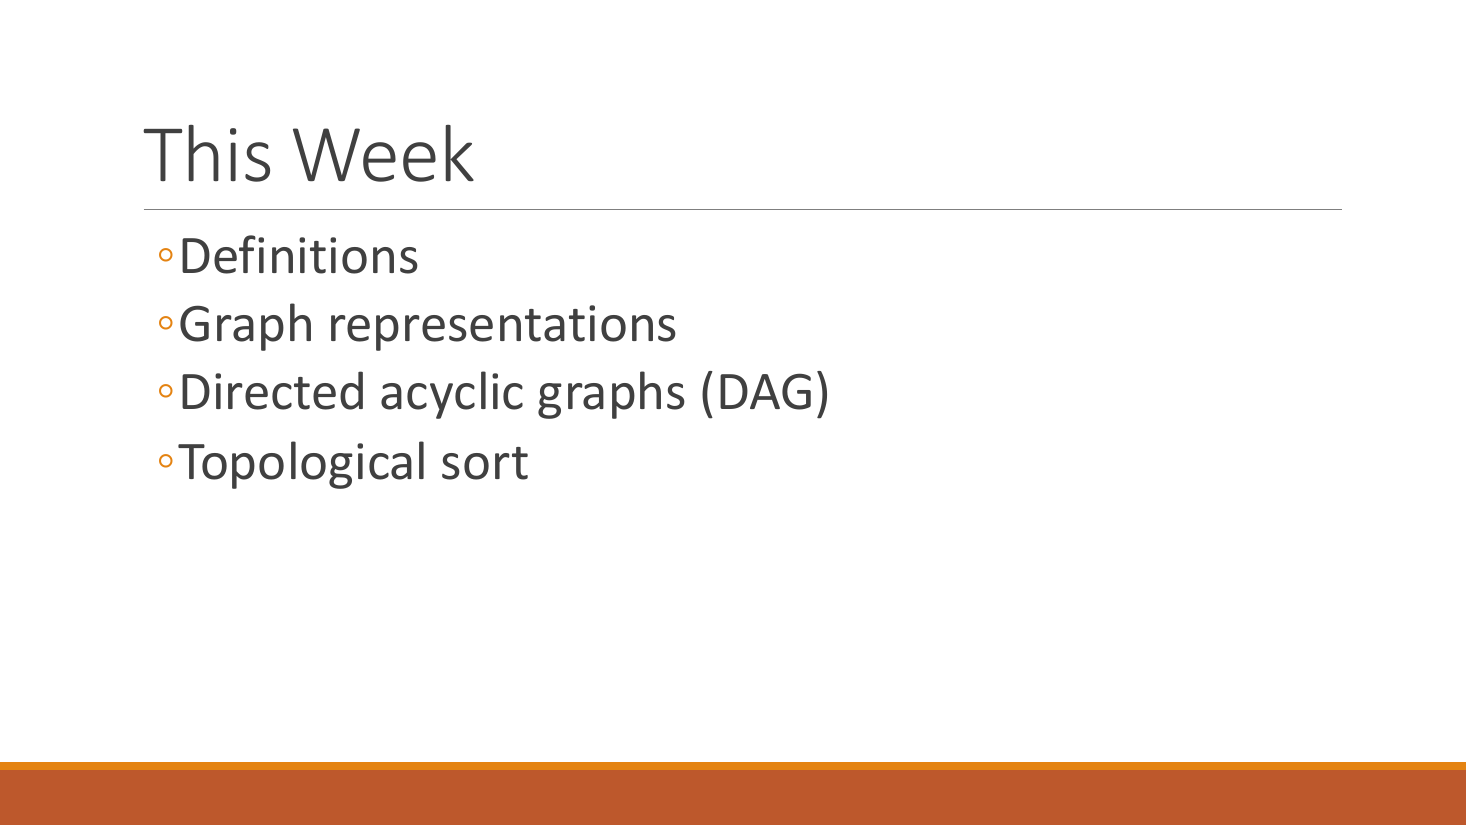 This Week
◦Definitions
◦Graph representations
◦Directed acyclic graphs (DAG)
◦Topological sort